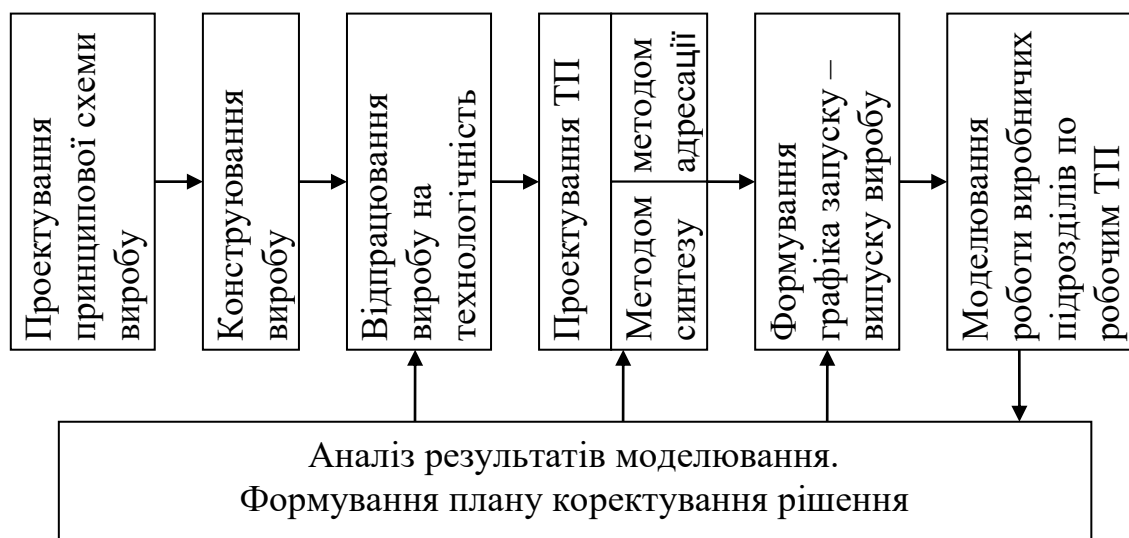 Проектування
принципової схеми
виробу
Конструювання
виробу
Відпрацювання
виробу на
технологічність
Проектування ТП
методом
адресації
Методом
синтезу
Формування
графіка запуску –
випуску виробу
Моделювання
роботи виробничих
підрозділів по
робочим ТП
Аналіз результатів моделювання.
Формування плану коректування рішення